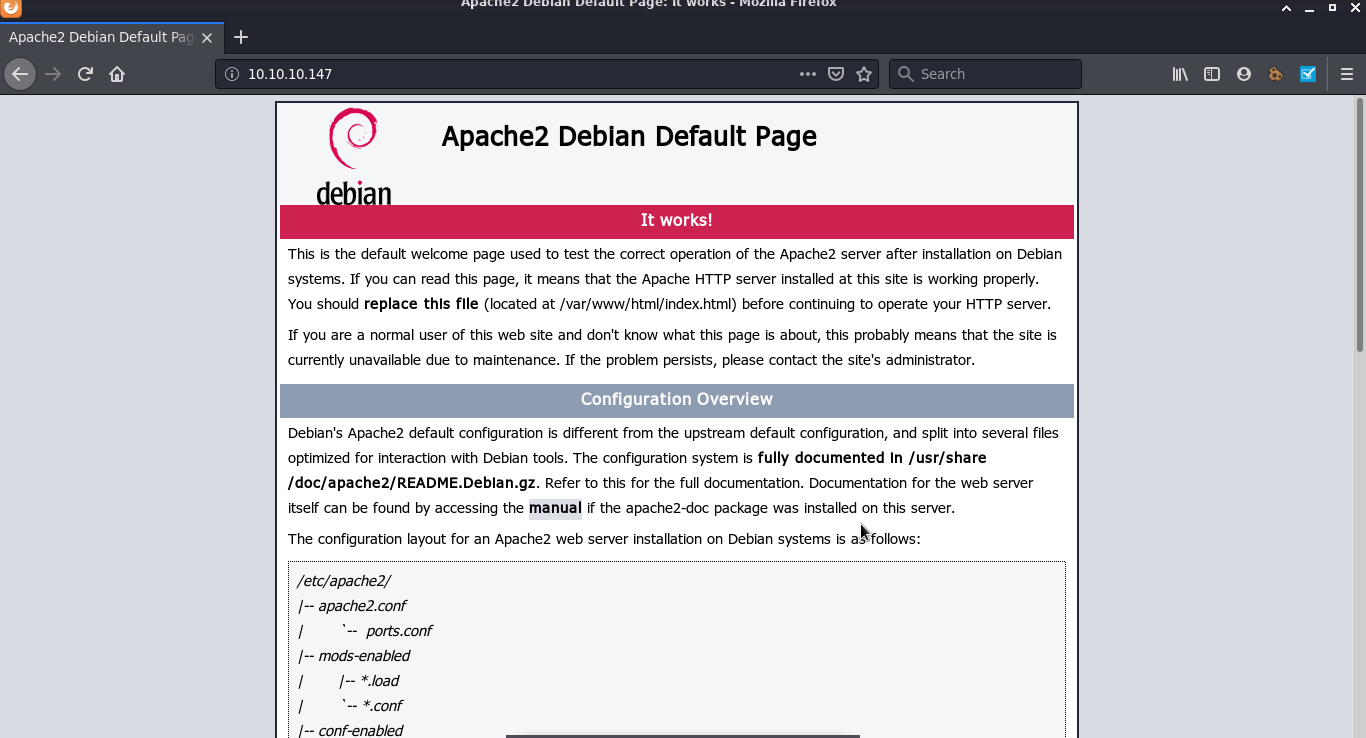 Apache2 Debian Default Page: It works - Mozilla Firefox
Apache2 Debian Default Pag
10.10.10.147
Search
debian
Apache2 Debian Default Page
It works!
This is the default welcome page used to test the correct operation of the Apache2 server after installation on Debian
systems. If you can read this page, it means that the Apache HTTP server installed at this site is working properly.
You should replace this file (located at /var/www/html/index.html) before continuing to operate your HTTP server.
If you are a normal user of this web site and don't know what this page is about, this probably means that the site is
currently unavailable due to maintenance. If the problem persists, please contact the site's administrator.
Configuration Overview
Debian's Apache2 default configuration is different from the upstream default configuration, and split into several files
optimized for interaction with Debian tools. The configuration system is fully documented in /usr/share
/doc/apache2/README.Debian.gz. Refer to this for the full documentation. Documentation for the web server
itself can be found by accessing the manual if the apache2-doc package was installed on this server.
The configuration layout for an Apache2 web server installation on Debian systems is as follows:
/etc/apache2/
|-- apache2.conf
|       `--  ports.conf
|-- mods-enabled
|       |-- *.load
|       `-- *.conf
|-- conf-enabled